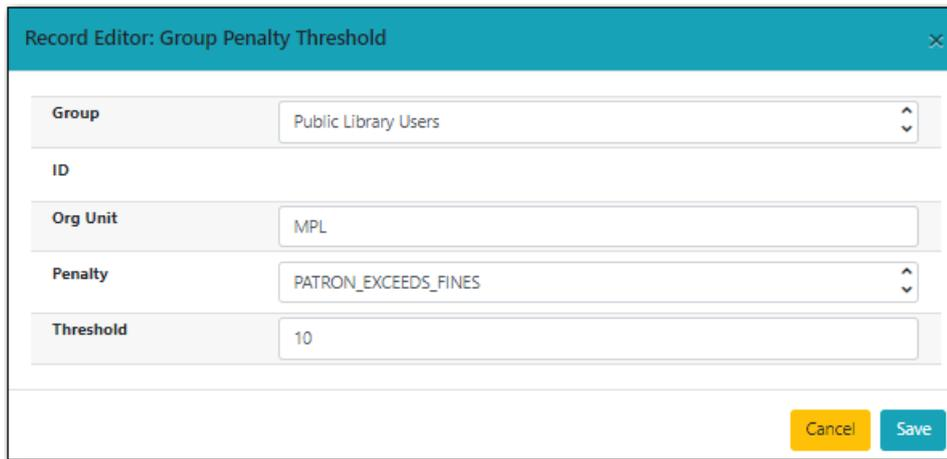 Record Editor: Group Penalty Threshold ×
Group Public Library Users
ID
Org Unit MPL
Penalty PATRON_EXCEEDS_FINES
Threshold 10
Cancel Save